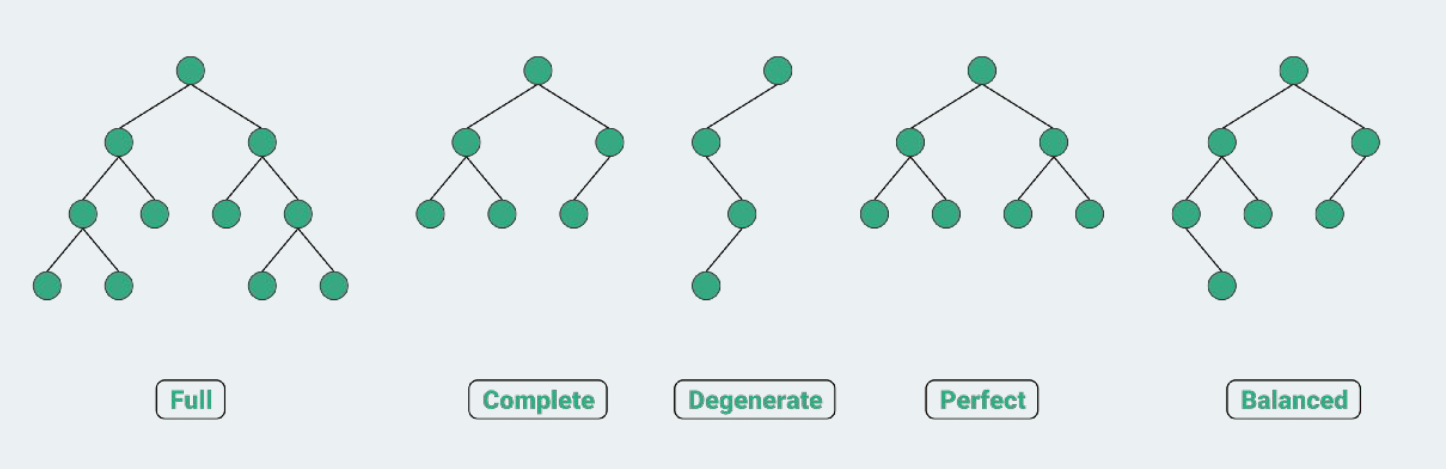 Full
Complete
Degenerate
Perfect
Balanced